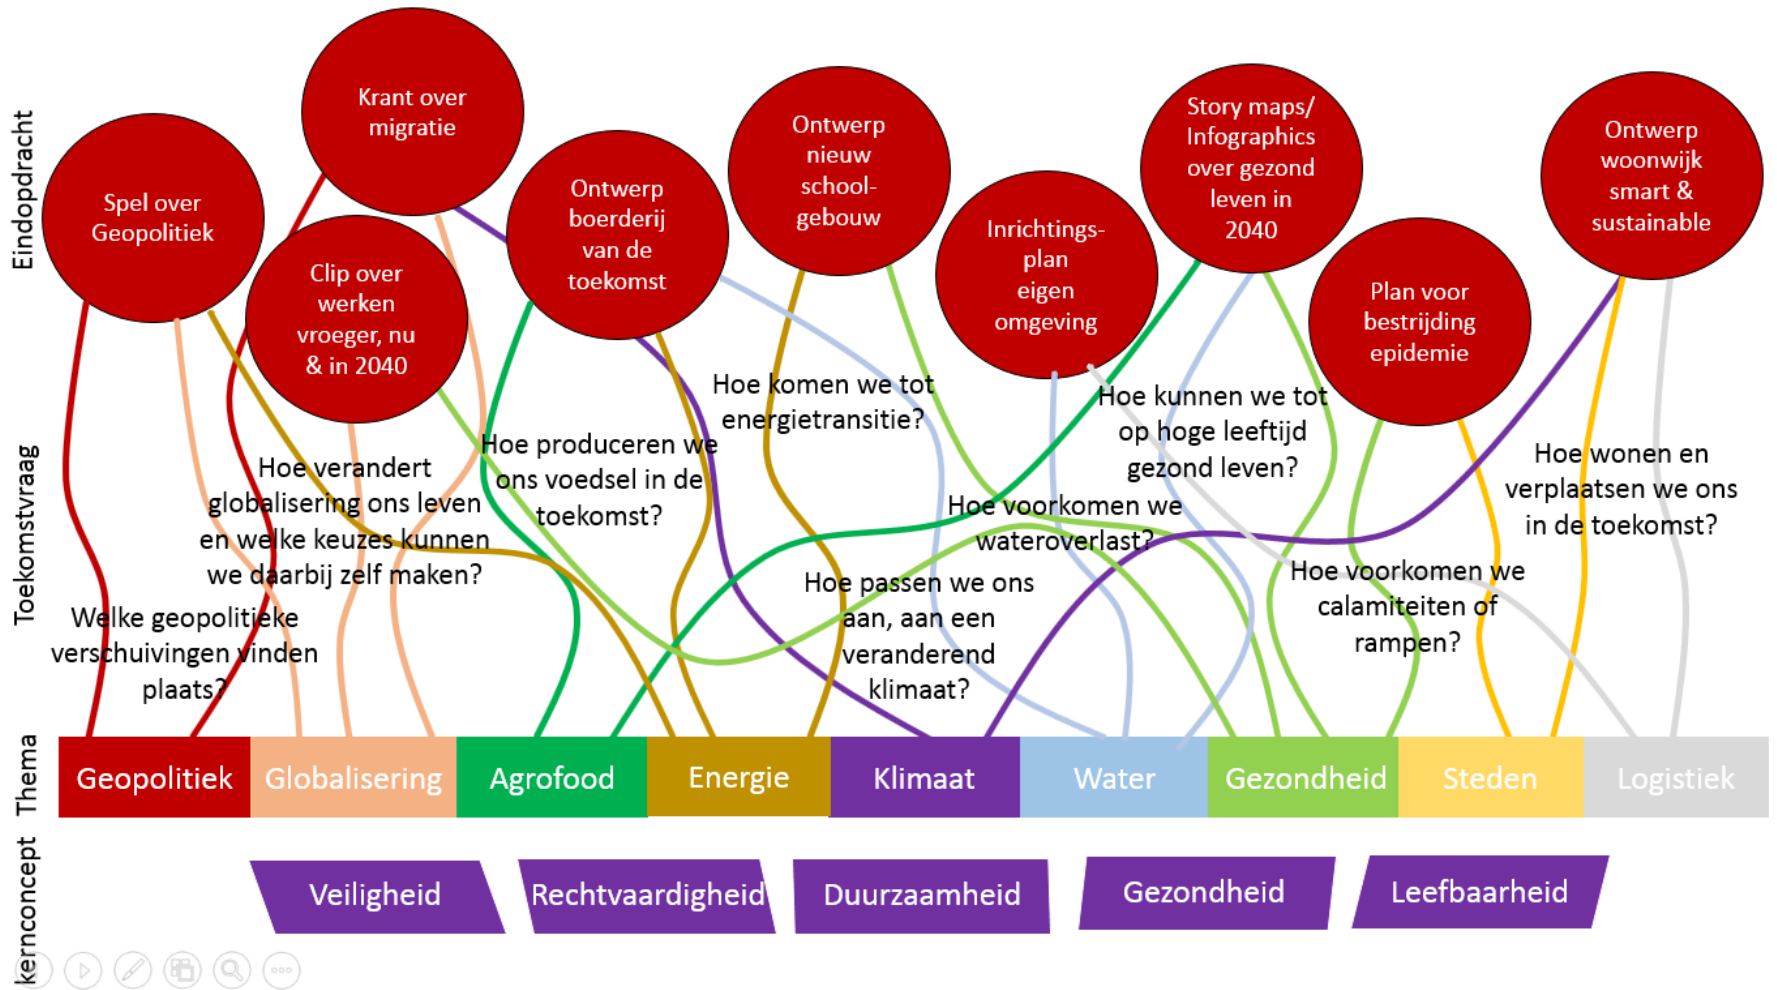 Eindopdracht
Spel over
Geopolitiek
Krant over
migratie
Clip over
werken
vroeger, nu
& in 2040
Ontwerp
boerderij
van de
toekomst
Ontwerp
nieuw
school-
gebouw
Inrichtings-
plan
eigen
omgeving
Story maps/
Infographics
over gezond
leven in
2040
Plan voor
bestrijding
epidemie
Ontwerp
woonwijk
smart &
sustainable
Toekomstvraag
Welke geopolitieke
verschuivingen vinden
plaats?
Hoe verandert
globalisering ons leven
en welke keuzes kunnen
we daarbij zelf maken?
Hoe produceren we
ons voedsel in de
toekomst?
Hoe komen we tot
energietransitie?
Hoe passen we ons
aan, aan een
veranderend
klimaat?
Hoe voorkomen we
wateroverlast?
Hoe kunnen we tot
op hoge leeftijd
gezond leven?
Hoe voorkomen we
calamiteiten of
rampen?
Hoe wonen en
verplaatsen we ons
in de toekomst?
Thema
Geopolitiek
Globalisering
Agrofood
Energie
Klimaat
Water
Gezondheid
Steden
Logistiek
kernconcept
Veiligheid
Rechtvaardigheid
Duurzaamheid
Gezondheid
Leefbaarheid